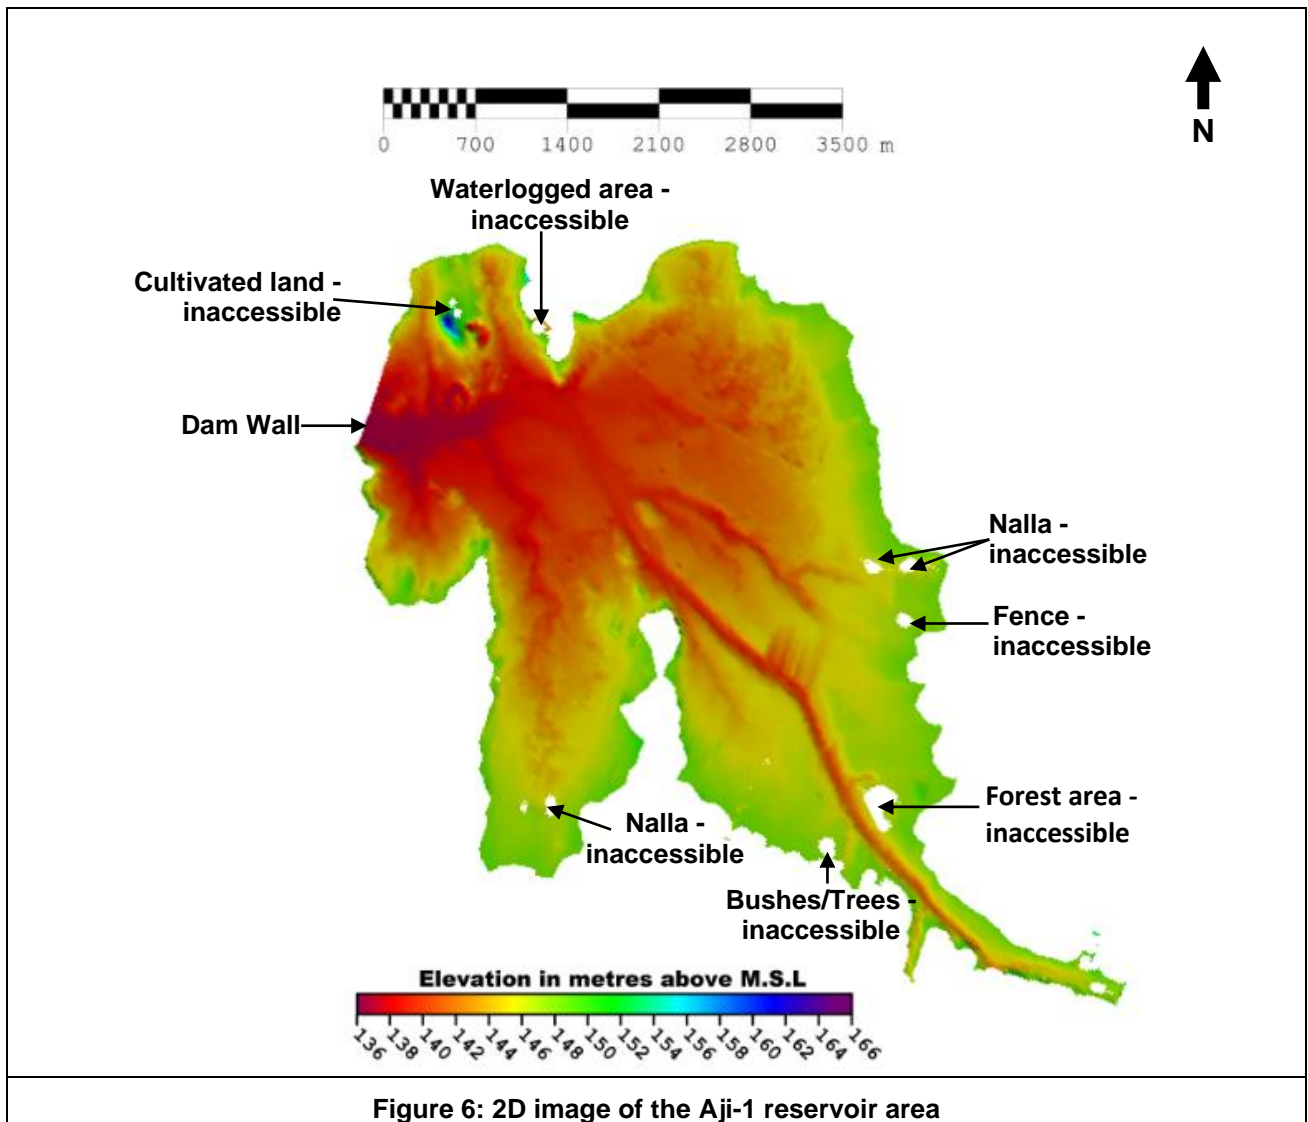 N
0 700 1400 2100 2800 3500 m
Waterlogged area -
inaccessible
Cultivated land -
inaccessible
Dam Wall
Nalla -
inaccessible
Fence -
inaccessible
Forest area -
inaccessible
Nalla -
inaccessible
Bushes/Trees -
inaccessible
Elevation in metres above M.S.L
136 138 140 142 144 146 148 150 152 154 156 158 160 162 164 166
Figure 6: 2D image of the Aji-1 reservoir area